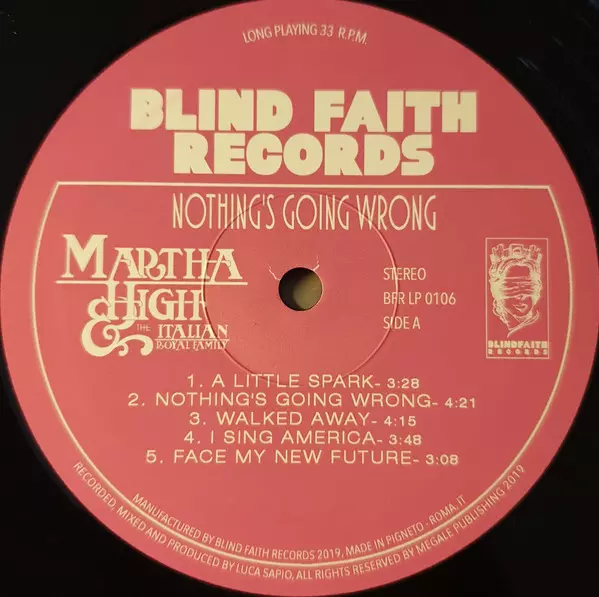 LONG PLAYING 33 R.P.M.
BLIND FAITH
RECORDS
NOTHING'S GOING WRONG
MARTHA
HIGH
& THE ITALIAN
ROYAL FAMILY
STEREO
BFR LP 0106
SIDE A
BLINDFAITH
RECORDS
1. A LITTLE SPARK- 3:28
2. NOTHING'S GOING WRONG- 4:21
3. WALKED AWAY- 4:15
4. I SING AMERICA- 3:48
5. FACE MY NEW FUTURE- 3:08
MANUFACTURED BY BLIND FAITH RECORDS 2019, MADE IN PIGNETO - ROMA, IT
RECORDED, MIXED AND PRODUCED BY LUCA SAPIO, ALL RIGHTS RESERVED BY MEGALE PUBLISHING 2019